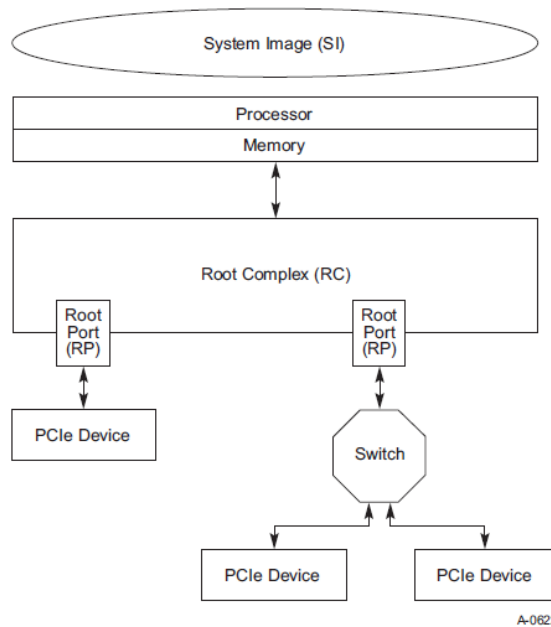 System Image (SI)
Processor
Memory
Root Complex (RC)
Root
Port
(RP)
Root
Port
(RP)
PCIe Device
Switch
PCIe Device
PCIe Device
A-062